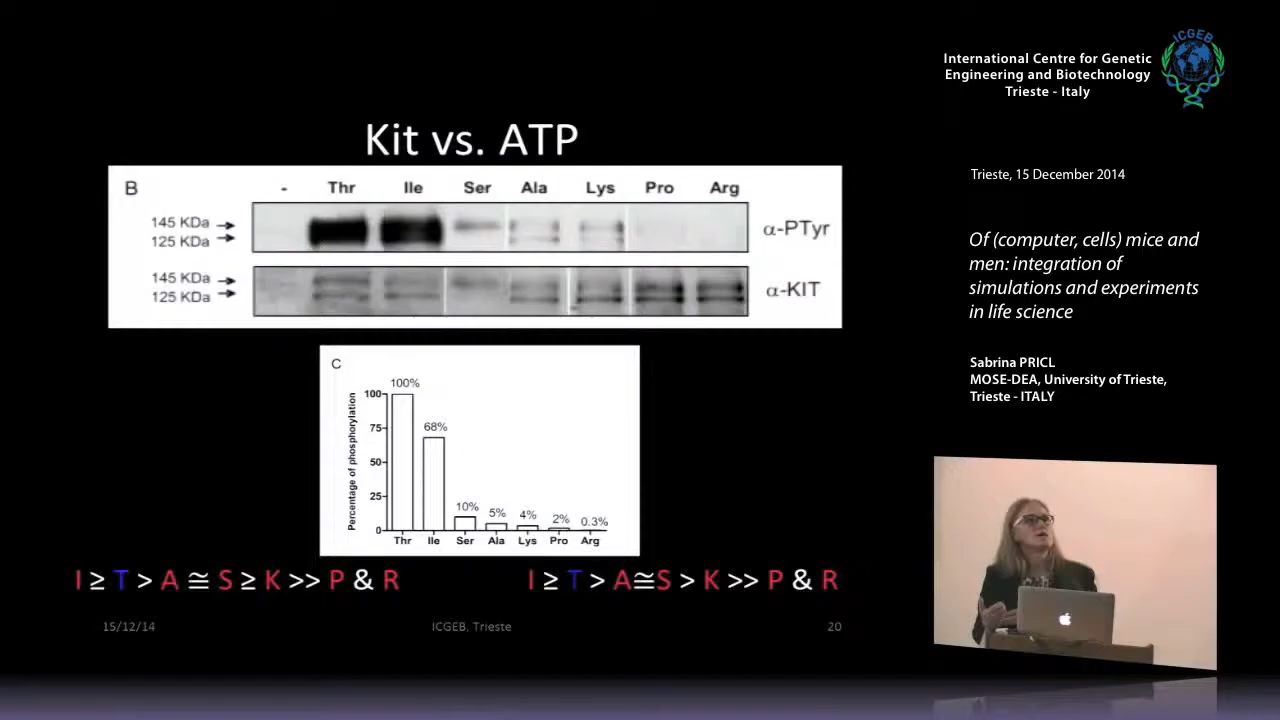 Kit vs. ATP
B - Thr Ile Ser Ala Lys Pro Arg
145 KDa →
125 KDa →
α-PTyr
145 KDa →
125 KDa →
α-KIT
C
Percentage of phosphorylation
100
75
50
25
0
100%
68%
10%
5%
4%
2%
0.3%
Thr Ile Ser Ala Lys Pro Arg
I ≥ T > A ≅ S ≥ K >> P & R
I ≥ T > A≅S > K >> P & R
15/12/14
ICGEB, Trieste
20
International Centre for Genetic
Engineering and Biotechnology
Trieste - Italy
ICGEB
Trieste, 15 December 2014
Of (computer, cells) mice and
men: integration of
simulations and experiments
in life science
Sabrina PRICL
MOSE-DEA, University of Trieste,
Trieste - ITALY